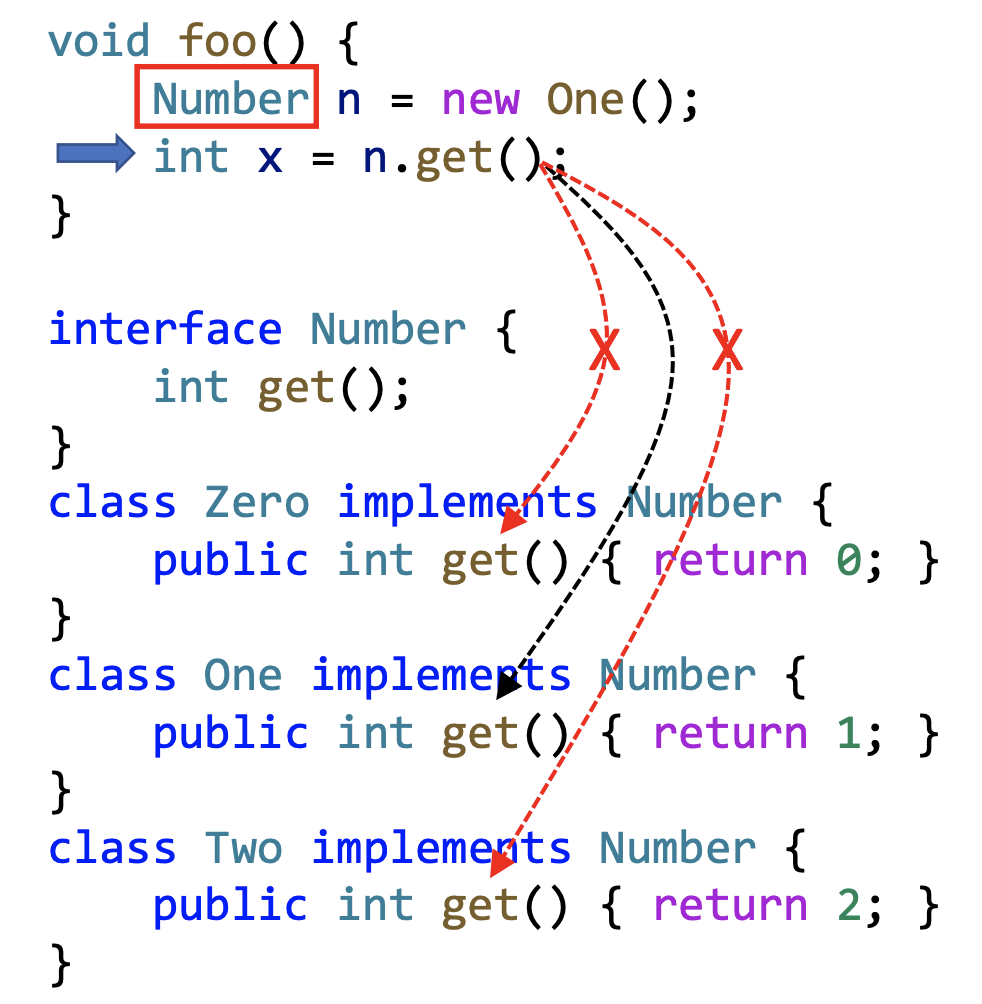 void foo() {
    Number n = new One();
    int x = n.get();
}
interface Number {
    int get();
}
class Zero implements Number {
    public int get() { return 0; }
}
class One implements Number {
    public int get() { return 1; }
}
class Two implements Number {
    public int get() { return 2; }
}
X X